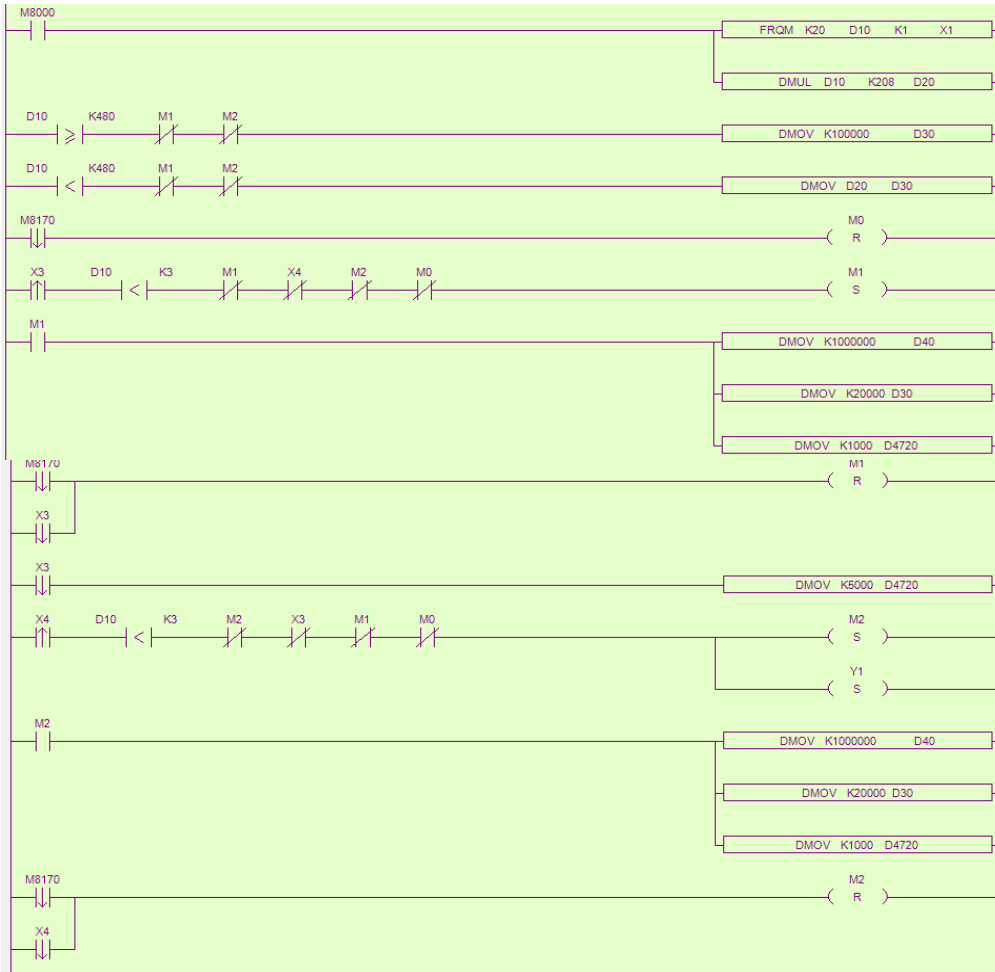 M8000
FRQM K20 D10 K1 X1
DMUL D10 K208 D20
D10 K480 M1 M2
≥
DMOV K100000 D30
D10 K480 M1 M2
<
DMOV D20 D30
M8170 M0
R
X3 D10 K3 M1 X4 M2 M0 M1
< S
M1
DMOV K1000000 D40
DMOV K20000 D30
DMOV K1000 D4720
M8170 M1
R
X3
X3
DMOV K5000 D4720
X4 D10 K3 M2 X3 M1 M0 M2
< S
Y1
S
M2
DMOV K1000000 D40
DMOV K20000 D30
DMOV K1000 D4720
M8170 M2
R
X4